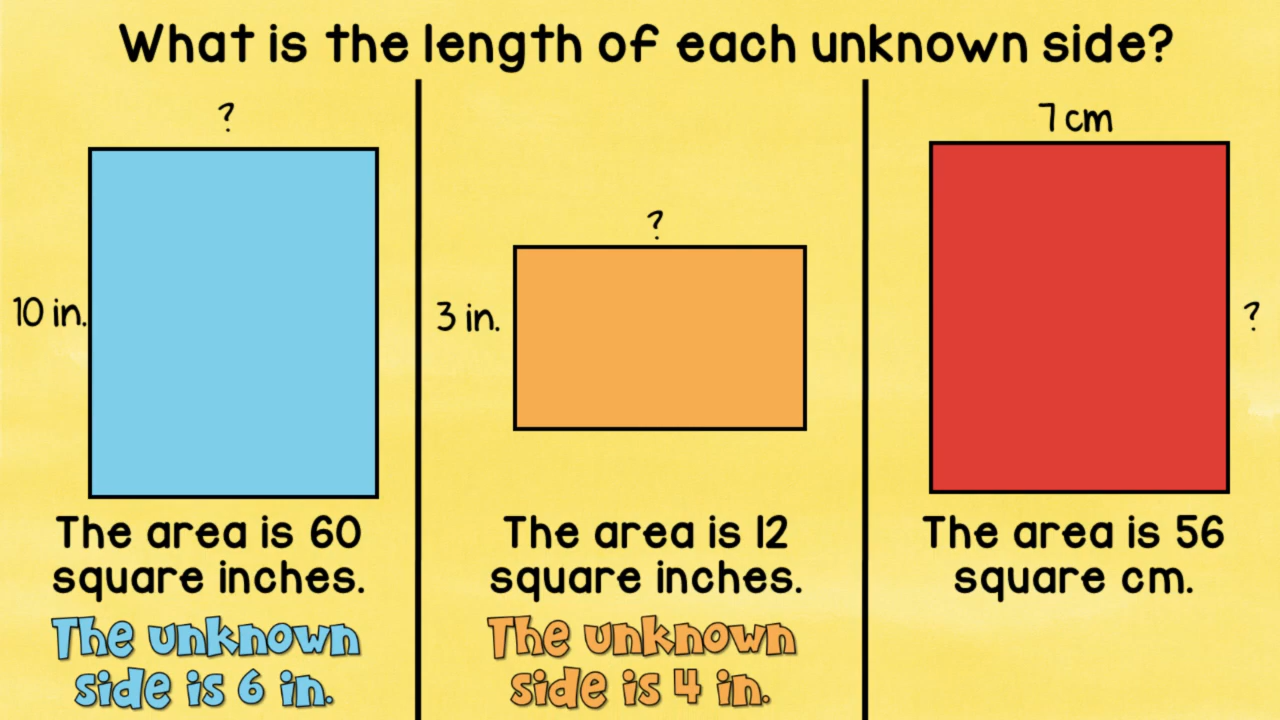 What is the length of each unknown side?
?
10 in.
The area is 60
square inches.
The unknown
side is 6 in.
?
3 in.
The area is 12
square inches.
The unknown
side is 4 in.
7 cm
?
The area is 56
square cm.